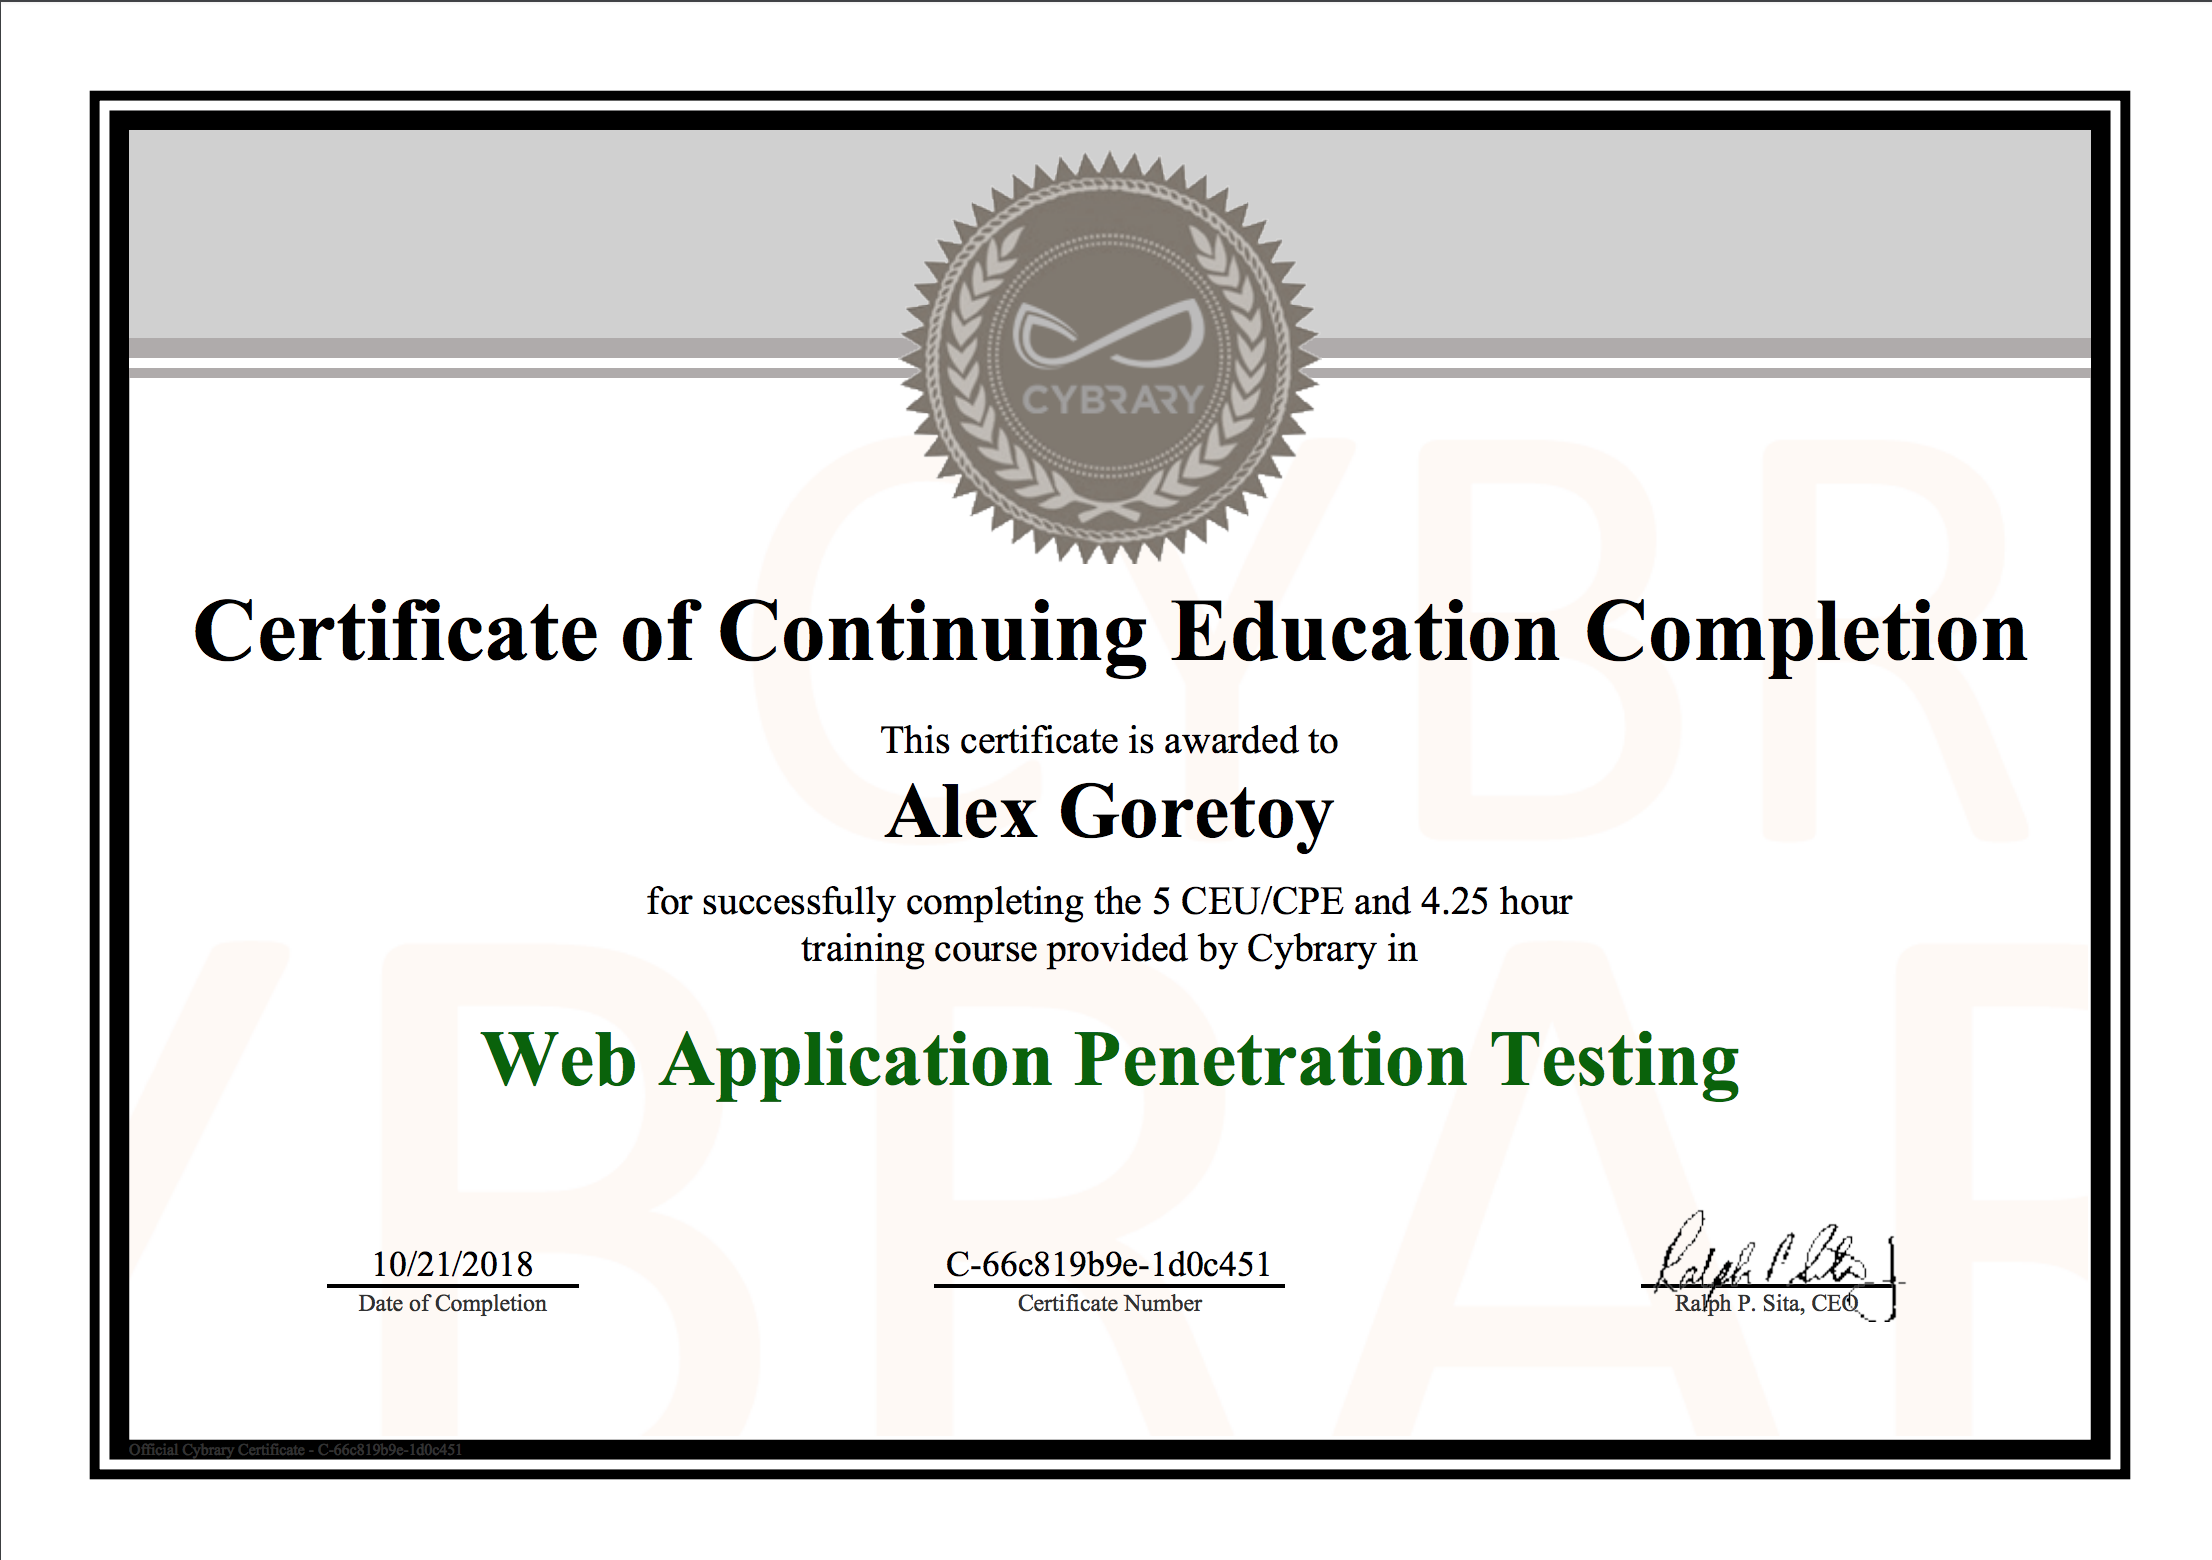 CYBRARY
Certificate of Continuing Education Completion
This certificate is awarded to
Alex Goretoy
for successfully completing the 5 CEU/CPE and 4.25 hour
training course provided by Cybrary in
Web Application Penetration Testing
10/21/2018
Date of Completion
C-66c819b9e-1d0c451
Certificate Number
Ralph P. Sita
Ralph P. Sita, CEO
Official Cybrary Certificate - C-66c819b9e-1d0c451
CYBR
YBRAR